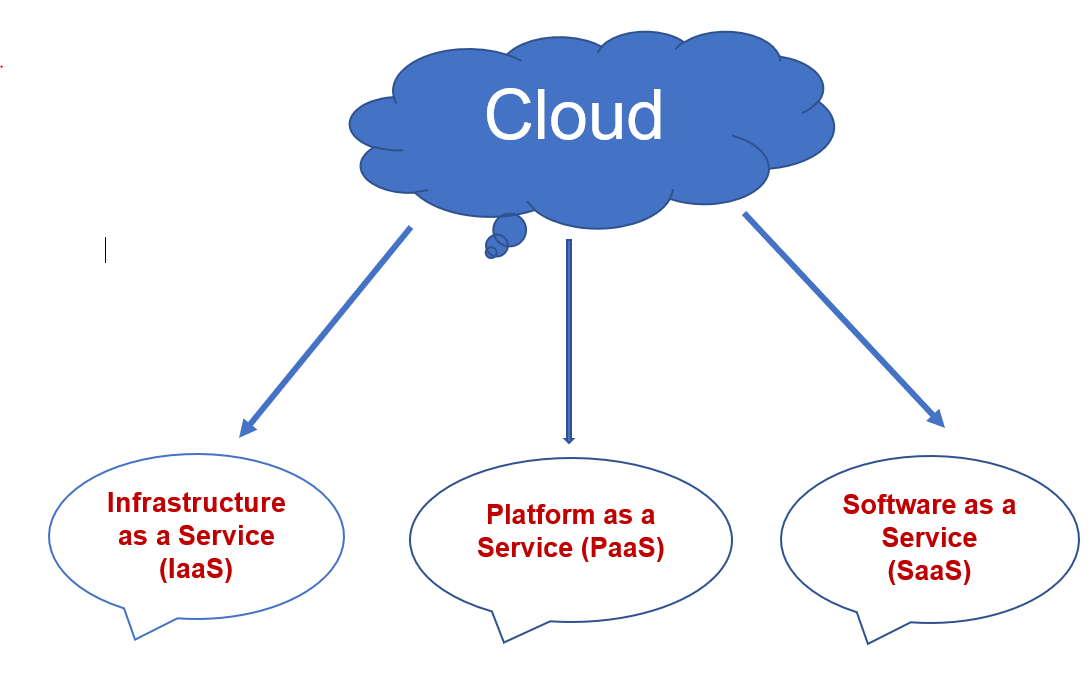 Cloud
Infrastructure
as a Service
(IaaS)
Platform as a
Service (PaaS)
Software as a
Service
(SaaS)